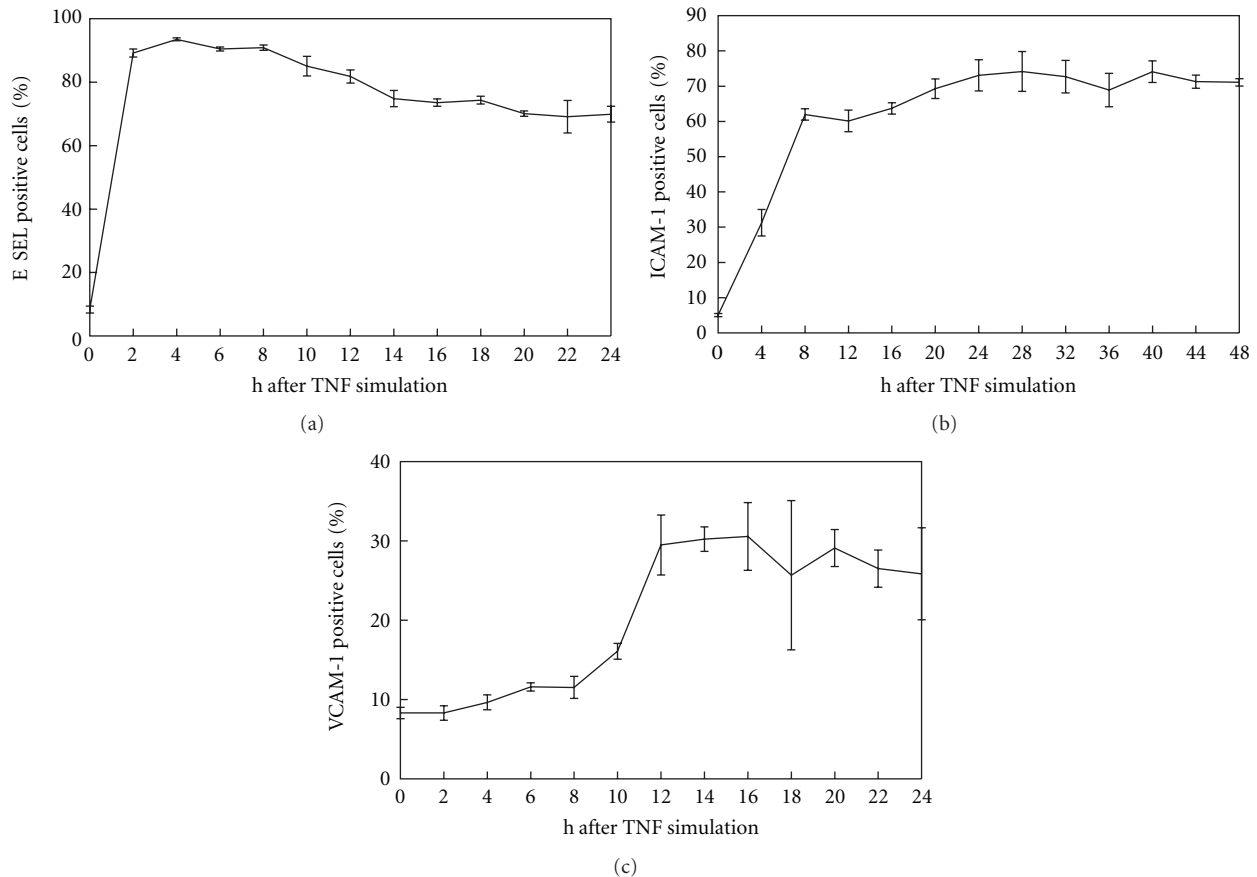 100
80
60
40
20
0
E SEL positive cells (%)
0 2 4 6 8 10 12 14 16 18 20 22 24
h after TNF simulation
(a)
90
80
70
60
50
40
30
20
10
0
ICAM-1 positive cells (%)
0 4 8 12 16 20 24 28 32 36 40 44 48
h after TNF simulation
(b)
40
30
20
10
0
VCAM-1 positive cells (%)
0 2 4 6 8 10 12 14 16 18 20 22 24
h after TNF simulation
(c)